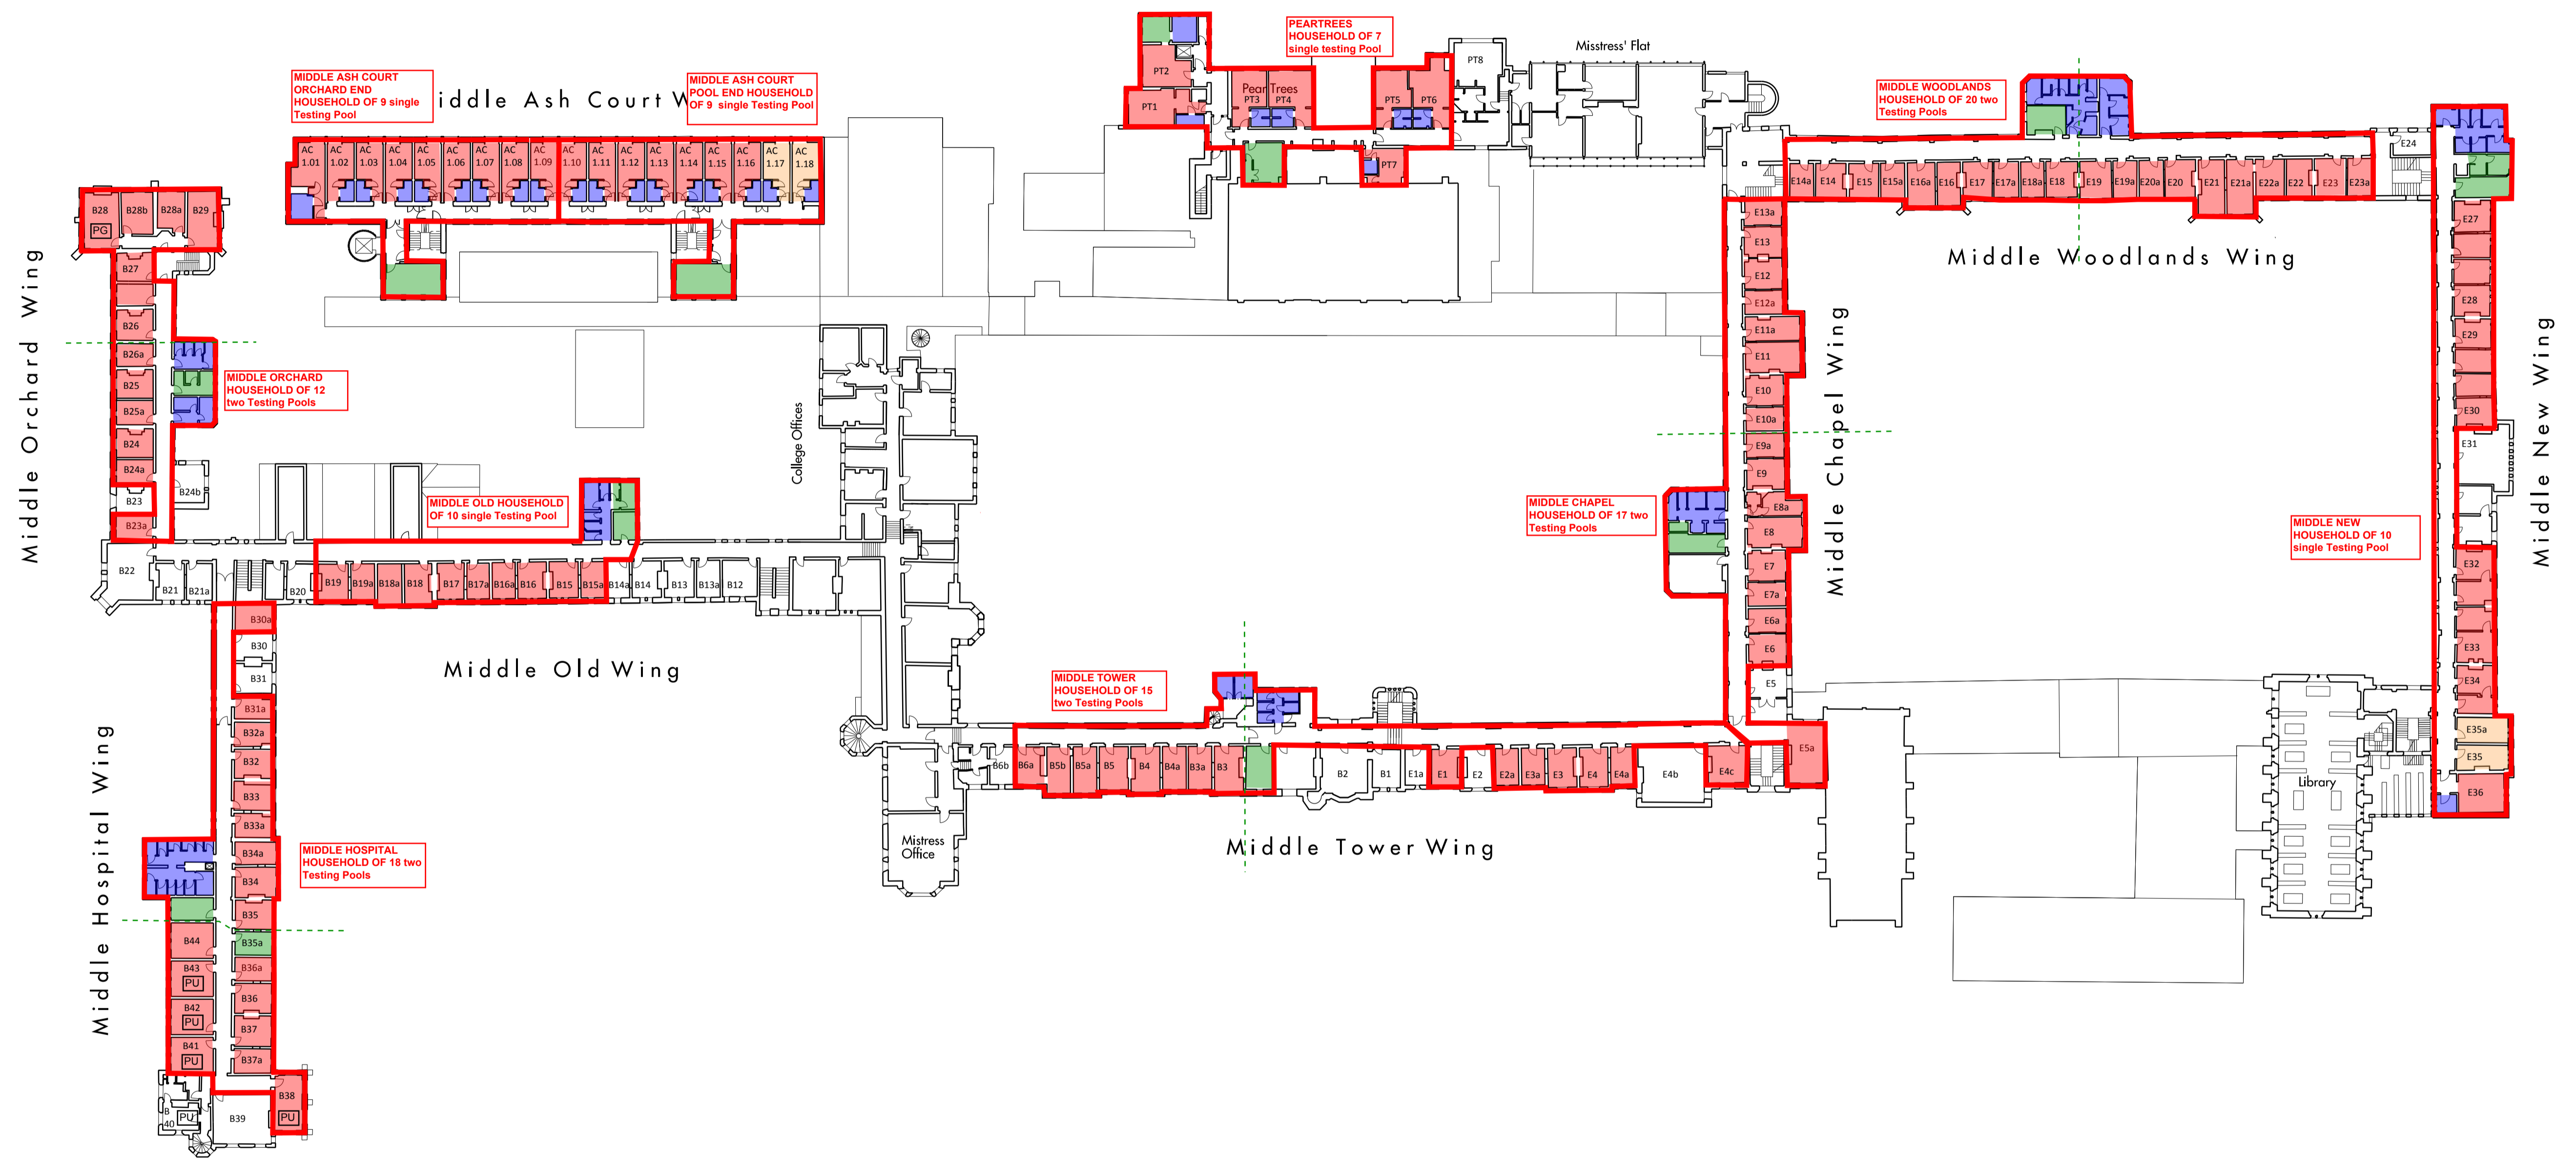 MIDDLE ASH COURT
ORCHARD END
HOUSEHOLD OF 9 single
Testing Pool
iddle Ash Court W
MIDDLE ASH COURT
POOL END HOUSEHOLD
OF 9 single Testing Pool
PEARTREES
HOUSEHOLD OF 7
single testing Pool
Misstress' Flat
MIDDLE WOODLANDS
HOUSEHOLD OF 20 two
Testing Pools
PT2
PT1
Pear Trees
PT3
PT4
PT5
PT6
PT7
PT8
AC 1.01
AC 1.02
AC 1.03
AC 1.04
AC 1.05
AC 1.06
AC 1.07
AC 1.08
AC 1.09
AC 1.10
AC 1.11
AC 1.12
AC 1.13
AC 1.14
AC 1.15
AC 1.16
AC 1.17
AC 1.18
E14a
E14
E15
E15a
E16a
E16
E17
E17a
E18a
E18
E19
E19a
E20a
E20
E21
E21a
E22a
E22
E23
E23a
E24
Middle Woodlands Wing
B28
PG
B28b
B28a
B29
B27
B26
B26a
B25
B25a
B24
B24a
B23
B24b
B23a
Middle Orchard Wing
MIDDLE ORCHARD
HOUSEHOLD OF 12
two Testing Pools
College Offices
MIDDLE OLD HOUSEHOLD
OF 10 single Testing Pool
B22
B21
B21a
B20
B19
B19a
B18a
B18
B17
B17a
B16a
B16
B15
B15a
B14a
B14
B13
B13a
B12
Middle Old Wing
E13a
E13
E12
E12a
E11a
E11
E10
E10a
E9a
E9
E8a
E8
E7
E7a
E6a
E6
E5
Middle Chapel Wing
MIDDLE CHAPEL
HOUSEHOLD OF 17 two
Testing Pools
E27
E28
E29
E30
E31
E32
E33
E34
E35a
E35
E36
Middle New Wing
MIDDLE NEW
HOUSEHOLD OF 10
single Testing Pool
Library
B30a
B30
B31
B31a
B32a
B32
B33
B33a
B34a
B34
B35
B35a
B36a
B36
B37
B37a
B38
PU
B39
B
40
PU
B44
B43
PU
B42
PU
B41
PU
Middle Hospital Wing
MIDDLE HOSPITAL
HOUSEHOLD OF 18 two
Testing Pools
MIDDLE TOWER
HOUSEHOLD OF 15
two Testing Pools
B6b
B6a
B5b
B5a
B5
B4
B4a
B3a
B3
B2
B1
E1a
E1
E2
E2a
E3a
E3
E4
E4a
E4b
E4c
E5a
Mistress
Office
Middle Tower Wing